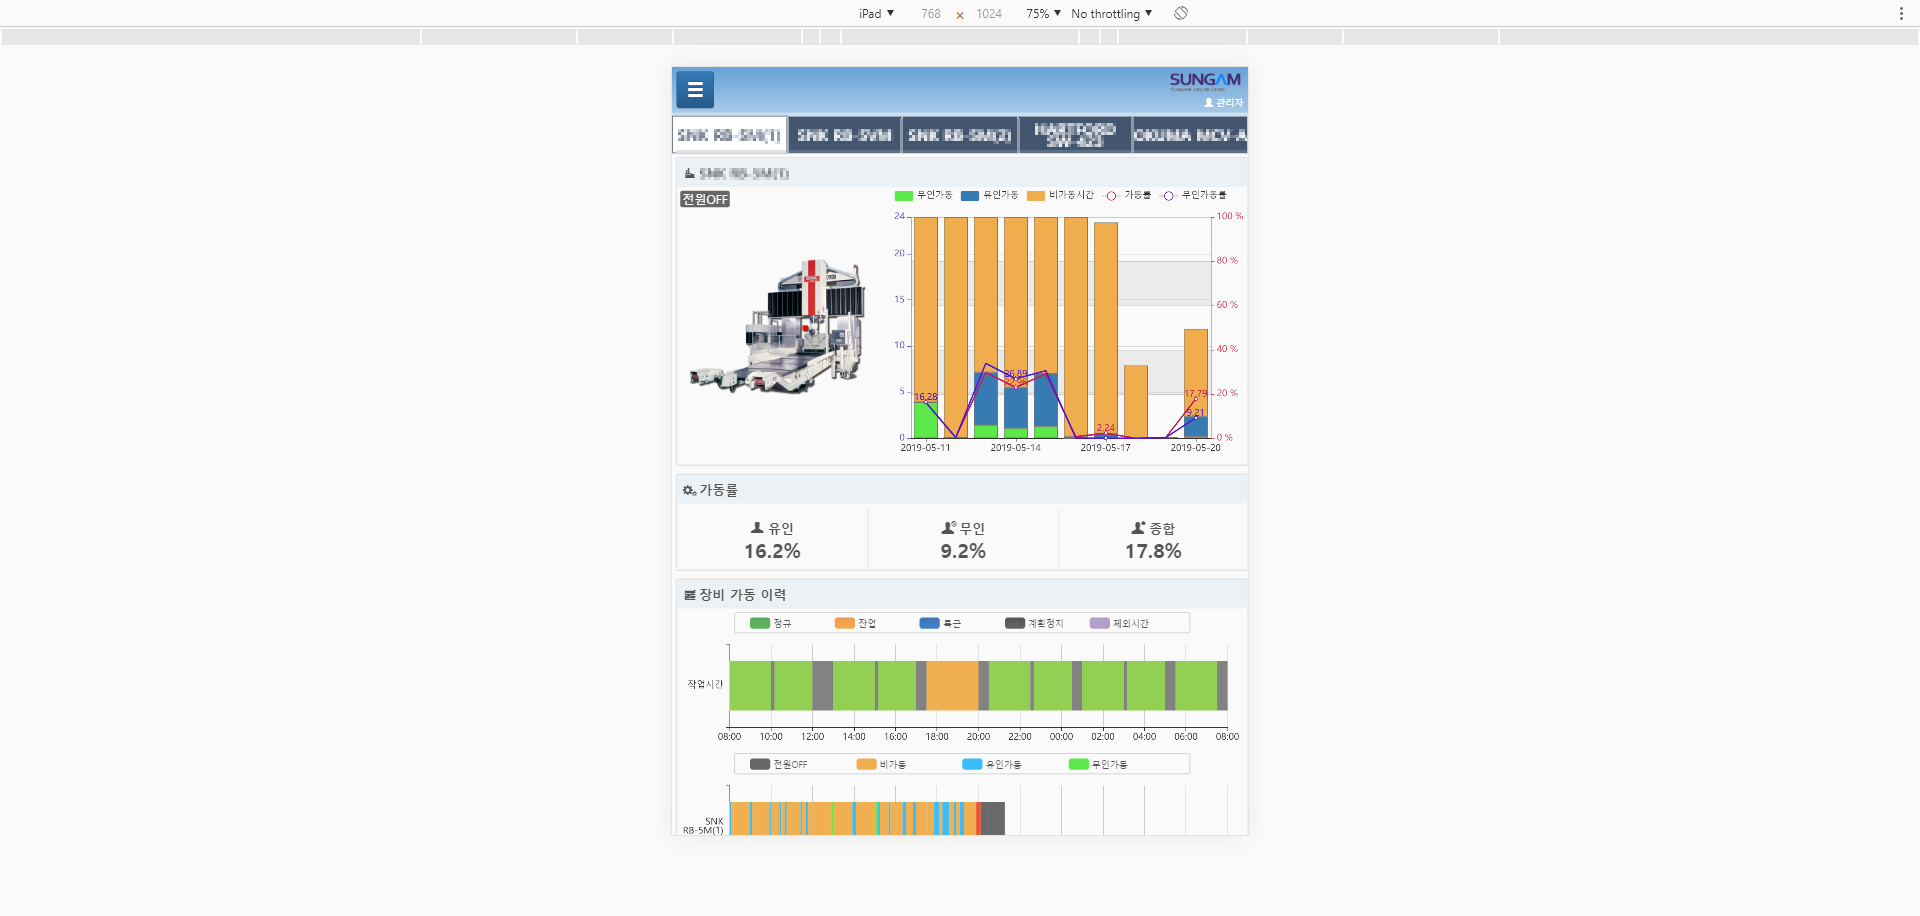 iPad ▼ 768 × 1024 75% ▼ No throttling ▼
SUNGAM
관리자
SNK RB-5M(1) SNK RB-5VM SNK RB-5M(2) HARTFORD OKUMA MCV-A
SNK RB-5M(1)
전원OFF
무인가동 유인가동 비가동시간 가동률 무인가동률
24 100 %
20
80 %
15 60 %
10
40 %
5 20 %
0 0 %
16.28
26.89
2.24
17.79
9.21
2019-05-11 2019-05-14 2019-05-17 2019-05-20
가동률
유인 무인 종합
16.2% 9.2% 17.8%
장비 가동 이력
정규 잔업 특근 계획정지 제외시간
작업시간
08:00 10:00 12:00 14:00 16:00 18:00 20:00 22:00 00:00 02:00 04:00 06:00 08:00
전원OFF 비가동 유인가동 무인가동
SNK
RB-5M(1)